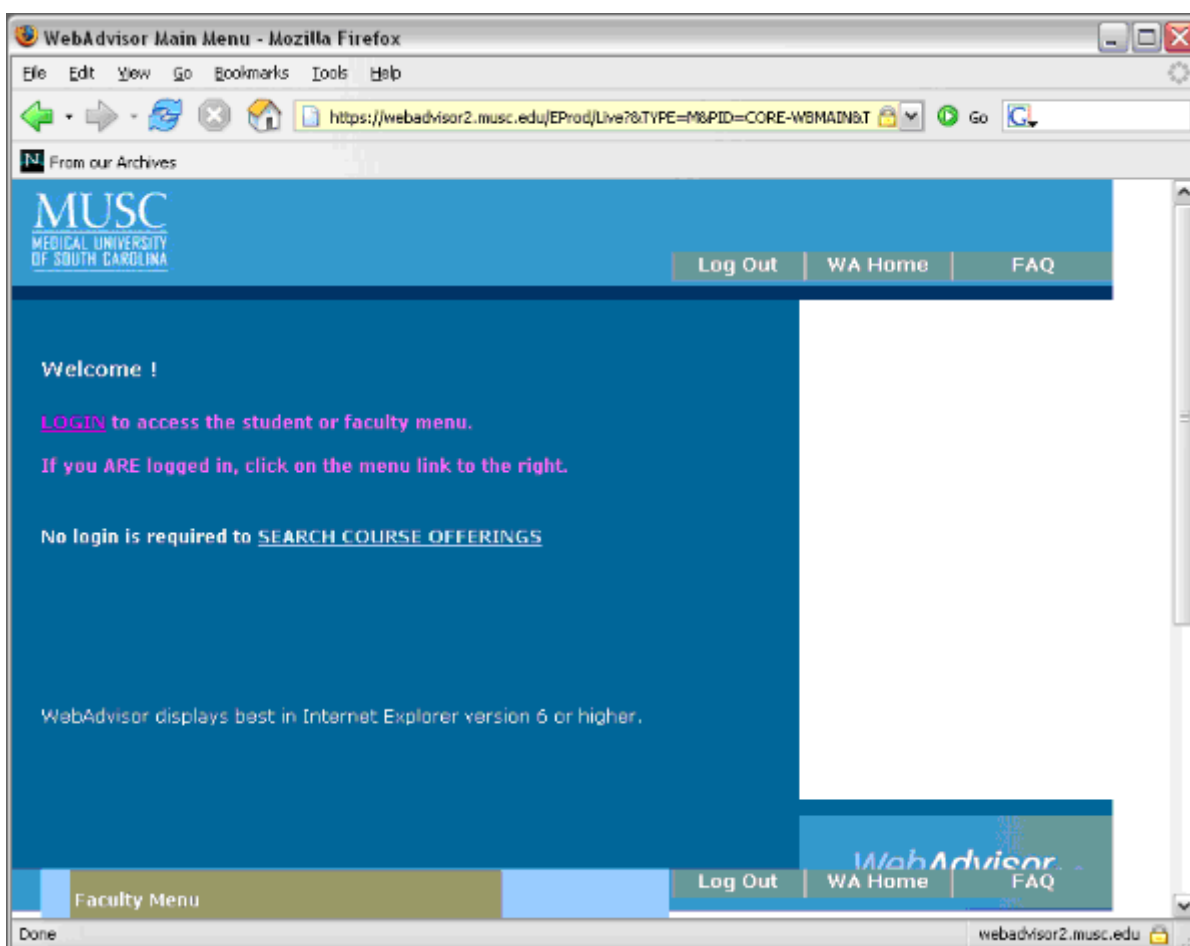 WebAdvisor Main Menu - Mozilla Firefox
File Edit View Go Bookmarks Tools Help
https://webadvisor2.musc.edu/EProd/Live?&TYPE=M&PID=CORE-WBMAIN&T Go G
N From our Archives
MUSC
MEDICAL UNIVERSITY
OF SOUTH CAROLINA
Log Out WA Home FAQ
Welcome !
LOGIN to access the student or faculty menu.
If you ARE logged in, click on the menu link to the right.
No login is required to SEARCH COURSE OFFERINGS
WebAdvisor displays best in Internet Explorer version 6 or higher.
WebAdvisor
Log Out WA Home FAQ
Faculty Menu
Done webadvisor2.musc.edu